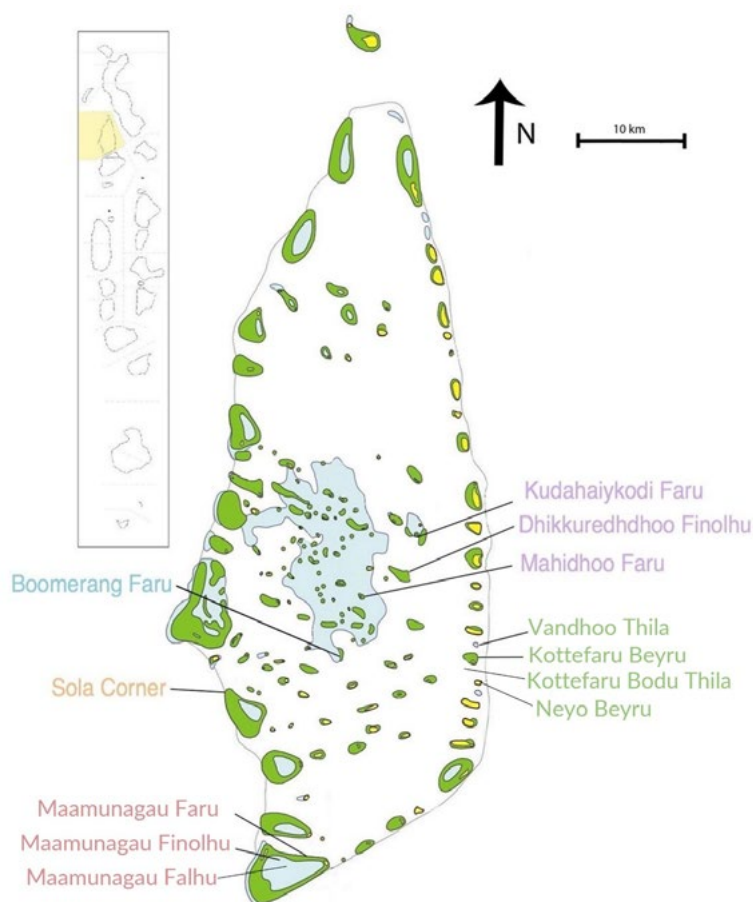 N
10 km
Kudahaiykodi Faru
Dhikkuredhdhoo Finolhu
Mahidhoo Faru
Boomerang Faru
Vandhoo Thila
Kottefaru Beyru
Kottefaru Bodu Thila
Neyo Beyru
Sola Corner
Maamunagau Faru
Maamunagau Finolhu
Maamunagau Falhu